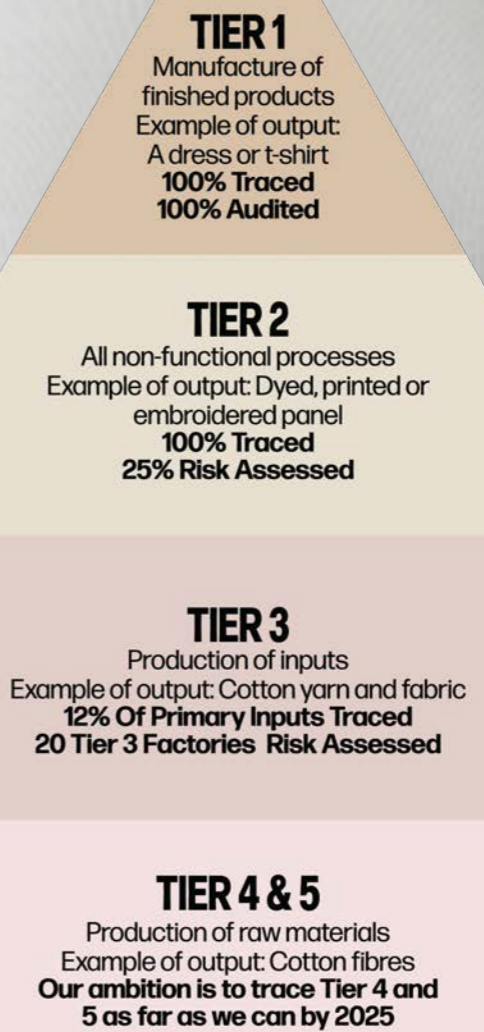 TIER 1
Manufacture of
finished products
Example of output:
A dress or t-shirt
100% Traced
100% Audited
TIER 2
All non-functional processes
Example of output: Dyed, printed or
embroidered panel
100% Traced
25% Risk Assessed
TIER 3
Production of inputs
Example of output: Cotton yarn and fabric
12% Of Primary Inputs Traced
20 Tier 3 Factories Risk Assessed
TIER 4 & 5
Production of raw materials
Example of output: Cotton fibres
Our ambition is to trace Tier 4 and
5 as far as we can by 2025